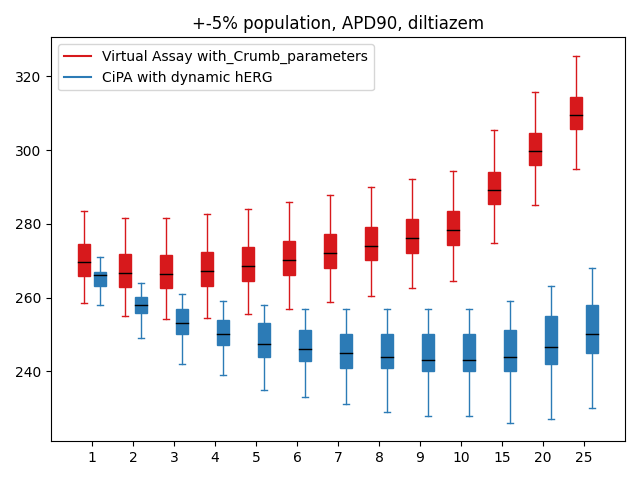 +-5% population, APD90, diltiazem
Virtual Assay with_Crumb_parameters
CiPA with dynamic hERG
320
300
280
260
240
1 2 3 4 5 6 7 8 9 10 15 20 25